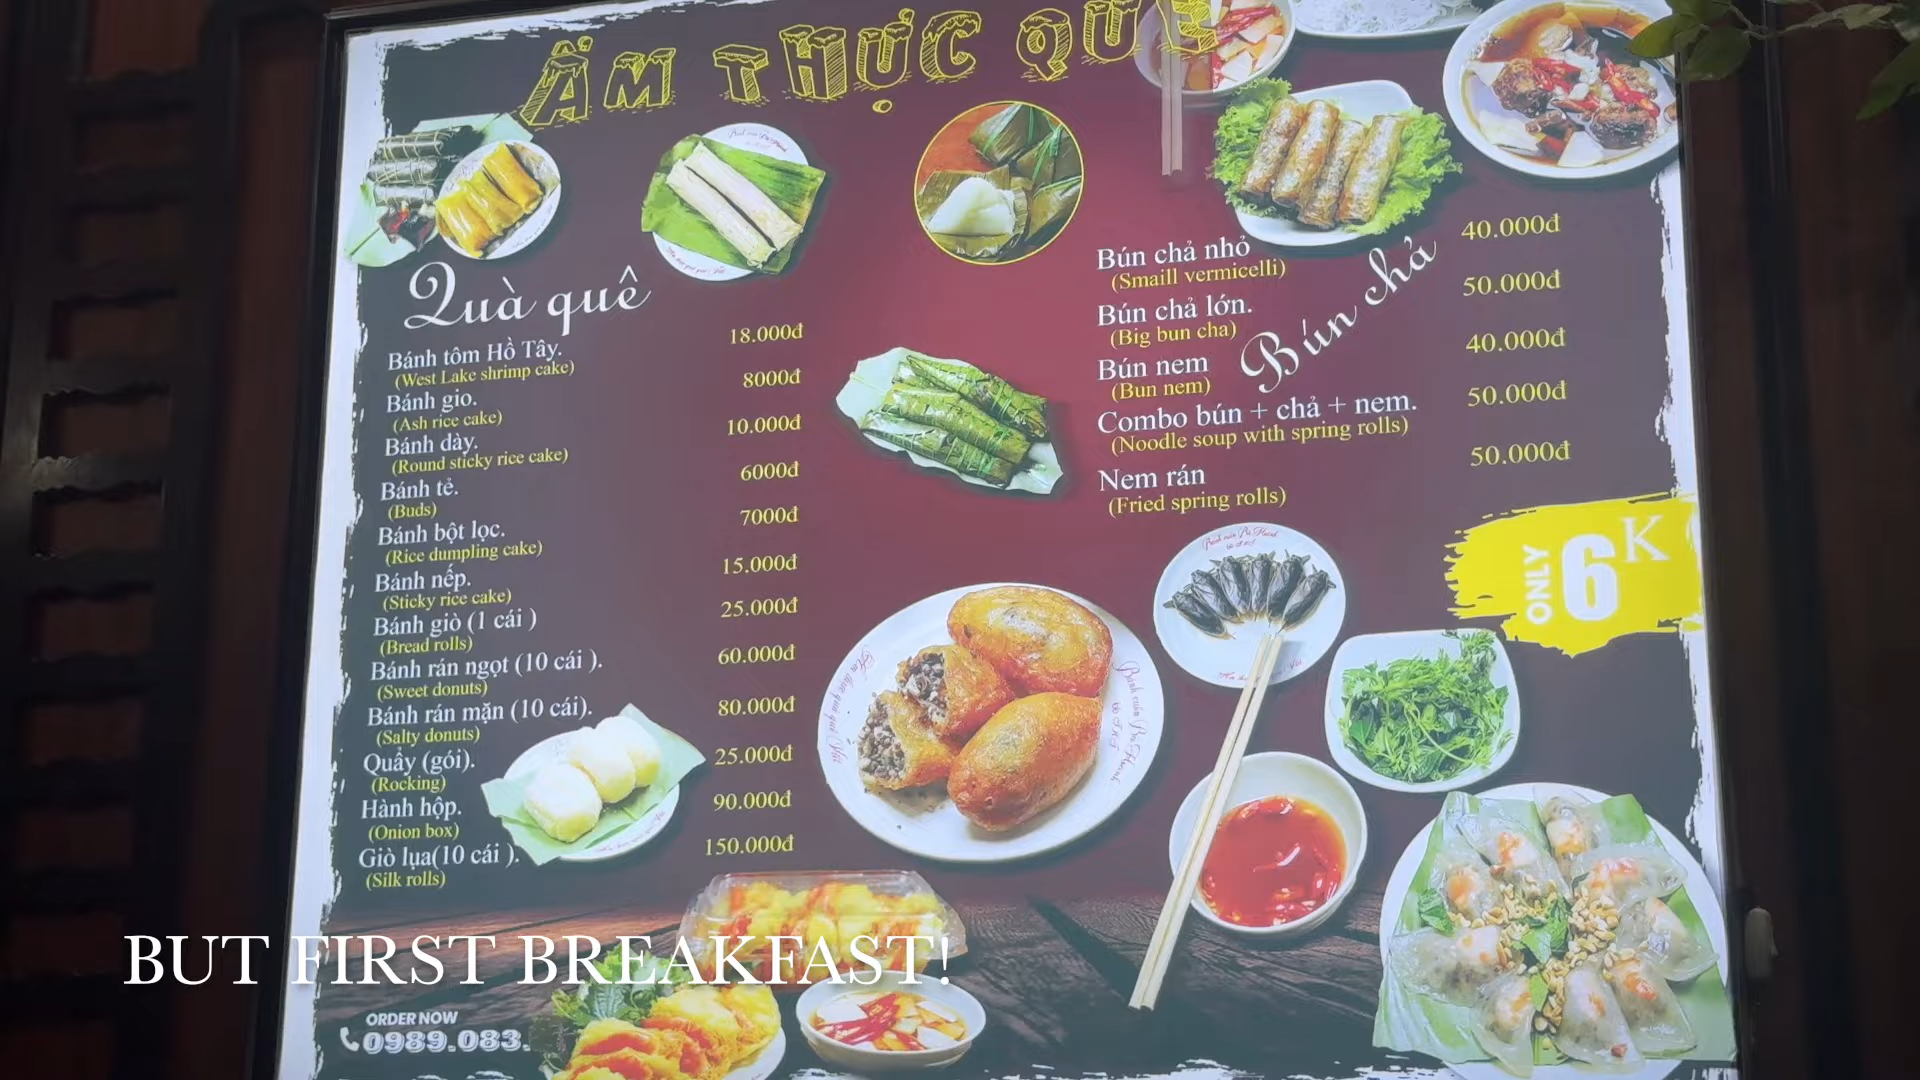 ẨM THỰC QUÊ
Quà quê
Bánh tôm Hồ Tây. 18.000đ
(West Lake shrimp cake)
Bánh gio. 8000đ
(Ash rice cake)
Bánh dày. 10.000đ
(Round sticky rice cake)
Bánh tẻ. 6000đ
(Buds)
Bánh bột lọc. 7000đ
(Rice dumpling cake)
Bánh nếp. 15.000đ
(Sticky rice cake)
Bánh giò (1 cái ) 25.000đ
(Bread rolls)
Bánh rán ngọt (10 cái ). 60.000đ
(Sweet donuts)
Bánh rán mặn (10 cái). 80.000đ
(Salty donuts)
Quẩy (gói). 25.000đ
(Rocking)
Hành hộp. 90.000đ
(Onion box)
Giò lụa(10 cái ). 150.000đ
(Silk rolls)
Bún chả
Bún chả nhỏ 40.000đ
(Smaill vermicelli)
Bún chả lớn. 50.000đ
(Big bun cha)
Bún nem 40.000đ
(Bun nem)
Combo bún + chả + nem. 50.000đ
(Noodle soup with spring rolls)
Nem rán 50.000đ
(Fried spring rolls)
ONLY 6K
BUT FIRST BREAKFAST!
ORDER NOW
0989.083.